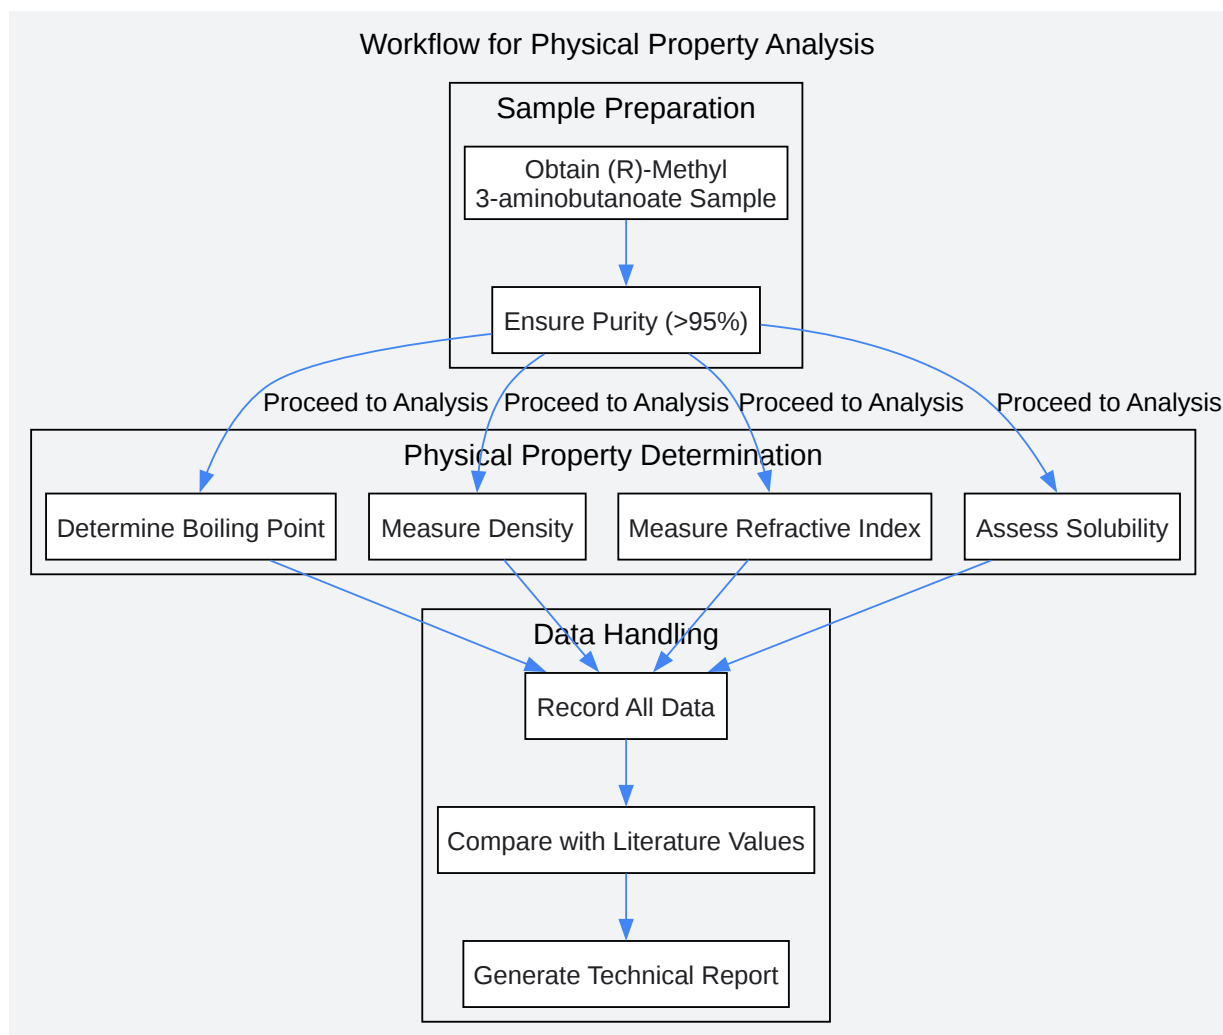 Workflow for Physical Property Analysis
Sample Preparation
Obtain (R)-Methyl
3-aminobutanoate Sample
Ensure Purity (>95%)
Proceed to Analysis
Proceed to Analysis
Proceed to Analysis
Proceed to Analysis
Physical Property Determination
Determine Boiling Point
Measure Density
Measure Refractive Index
Assess Solubility
Data Handling
Record All Data
Compare with Literature Values
Generate Technical Report